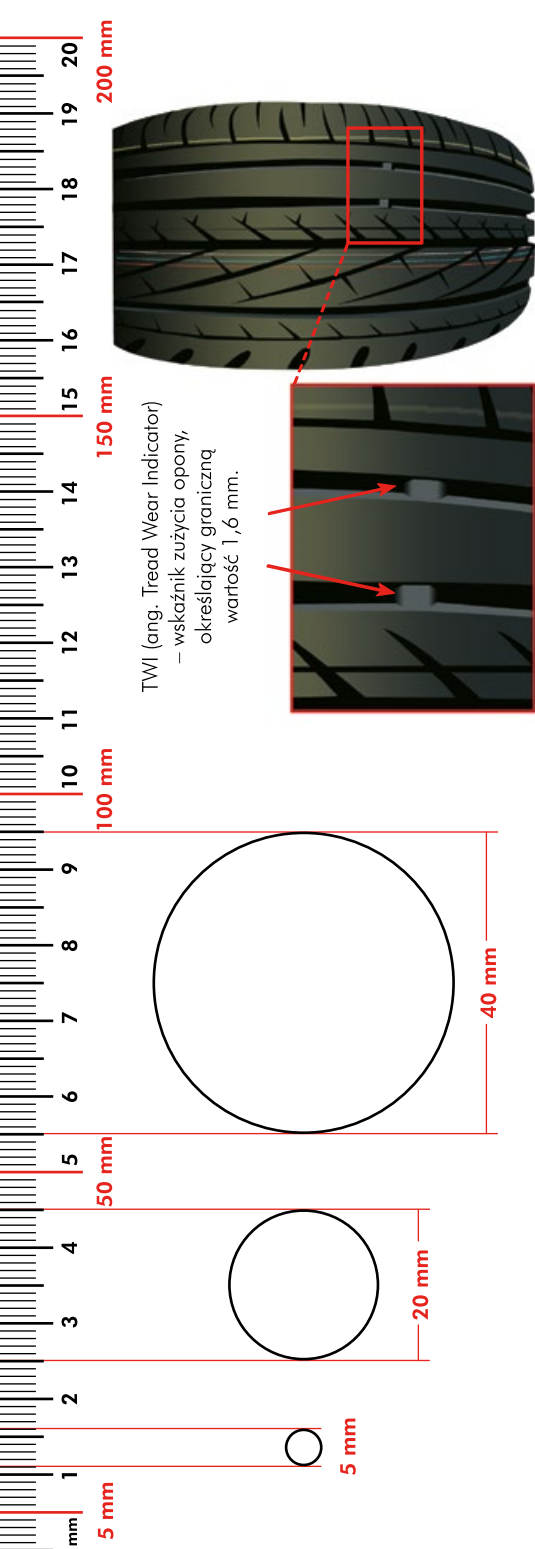 mm
1
2
3
4
5
6
7
8
9
10
11
12
13
14
15
16
17
18
19
20
5 mm
50 mm
100 mm
150 mm
200 mm
5 mm
20 mm
40 mm
TWI (ang. Tread Wear Indicator)
– wskaźnik zużycia opony,
określający graniczną
wartość 1,6 mm.